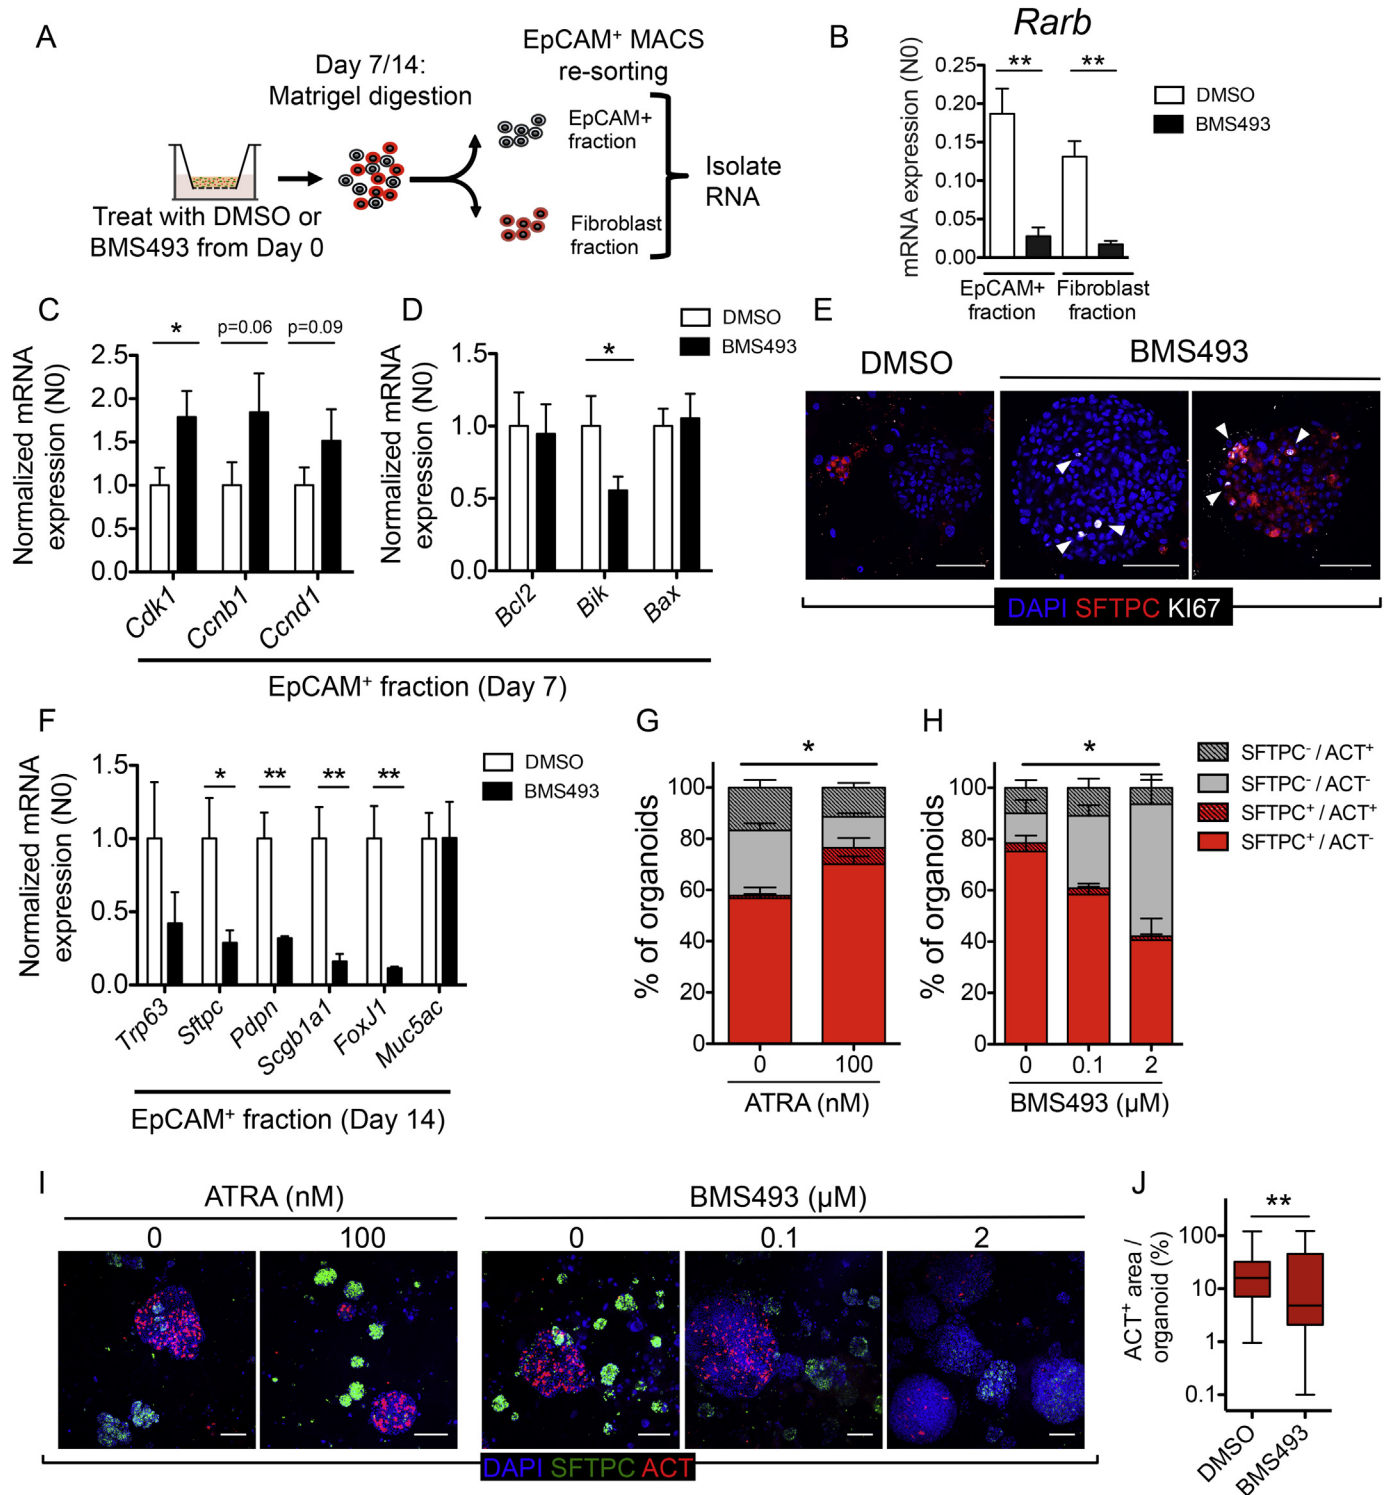 A
Day 7/14:
Matrigel digestion
EpCAM⁺ MACS
re-sorting
EpCAM+
fraction
Fibroblast
fraction
Isolate
RNA
Treat with DMSO or
BMS493 from Day 0
B
Rarb
mRNA expression (N0)
0.25
0.20
0.15
0.10
0.05
0.00
** **
EpCAM+
fraction
Fibroblast
fraction
DMSO
BMS493
C
Normalized mRNA
expression (N0)
2.5
2.0
1.5
1.0
0.5
0.0
* p=0.06 p=0.09
Cdk1 Ccnb1 Ccnd1
D
DMSO
BMS493
Normalized mRNA
expression (N0)
1.5
1.0
0.5
0.0
*
Bcl2 Bik Bax
EpCAM⁺ fraction (Day 7)
E
DMSO BMS493
DAPI SFTPC KI67
F
Normalized mRNA
expression (N0)
1.5
1.0
0.5
0.0
* ** ** **
Trp63 Sftpc Pdpn Scgb1a1 FoxJ1 Muc5ac
EpCAM⁺ fraction (Day 14)
DMSO
BMS493
G
% of organoids
100
80
60
40
20
0
*
0 100
ATRA (nM)
H
% of organoids
100
80
60
40
20
0
*
0 0.1 2
BMS493 (µM)
SFTPC⁻ / ACT⁺
SFTPC⁻ / ACT⁻
SFTPC⁺ / ACT⁺
SFTPC⁺ / ACT⁻
I
ATRA (nM) BMS493 (µM)
0 100 0 0.1 2
DAPI SFTPC ACT
J
ACT⁺ area /
organoid (%)
100
10
1
0.1
**
DMSO BMS493